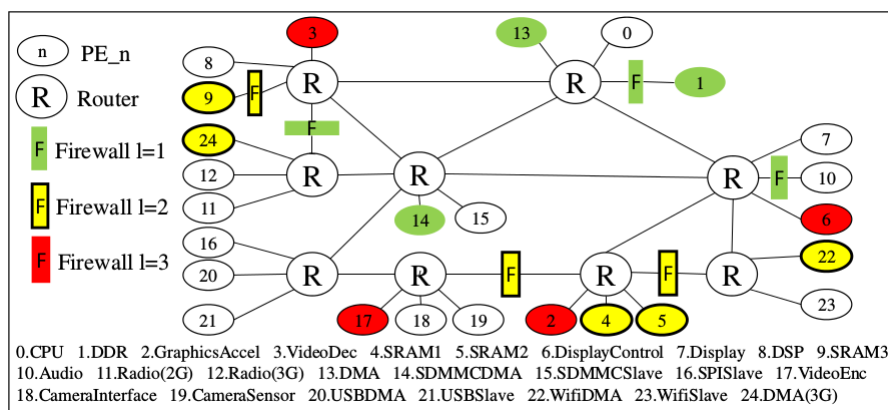 3
13
0
n PE_n
8
R
R
F
1
9
F
R Router
F
24
7
F Firewall l=1
12
R
R
R
F
10
11
14
15
6
F Firewall l=2
16
22
F Firewall l=3
20
R
R
F
R
F
R
23
21
17
18
19
2
4
5
0.CPU 1.DDR 2.GraphicsAccel 3.VideoDec 4.SRAM1 5.SRAM2 6.DisplayControl 7.Display 8.DSP 9.SRAM3
10.Audio 11.Radio(2G) 12.Radio(3G) 13.DMA 14.SDMMCDMA 15.SDMMCSlave 16.SPISlave 17.VideoEnc
18.CameraInterface 19.CameraSensor 20.USBDMA 21.USBSlave 22.WifiDMA 23.WifiSlave 24.DMA(3G)